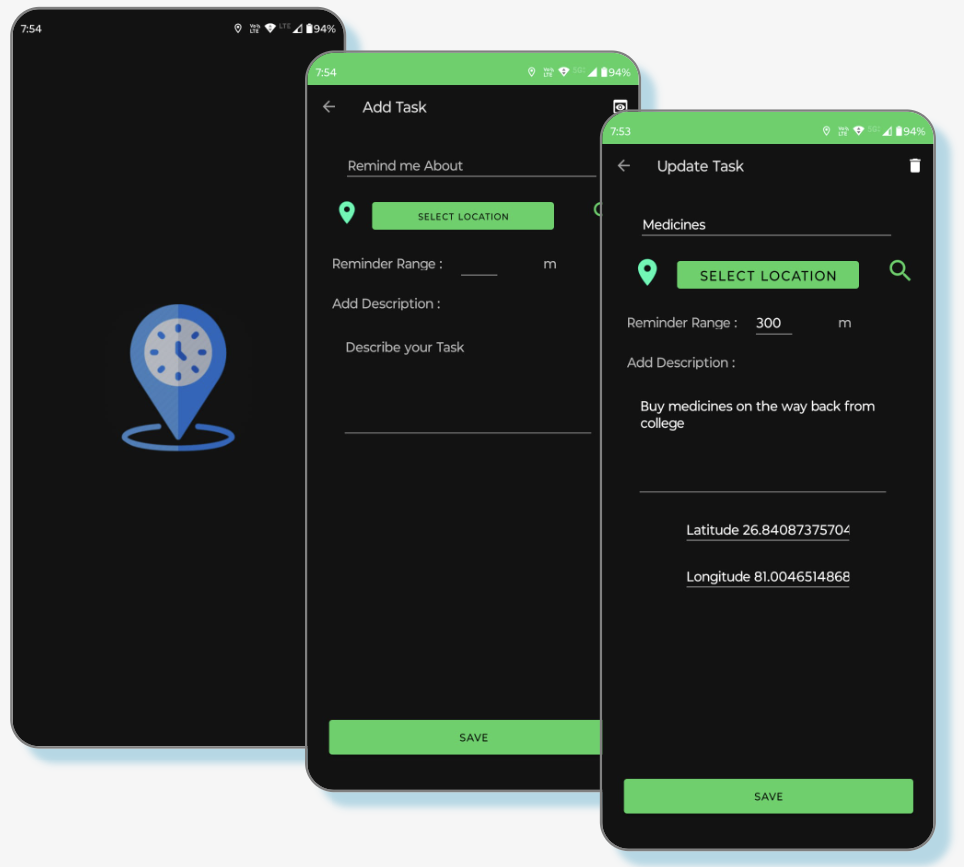 7:54
LTE 94%
7:54
94%
Add Task
Remind me About
SELECT LOCATION
Reminder Range : m
Add Description :
Describe your Task
SAVE
7:53
94%
Update Task
Medicines
SELECT LOCATION
Reminder Range : 300 m
Add Description :
Buy medicines on the way back from
college
Latitude 26.84087375704
Longitude 81.0046514868
SAVE